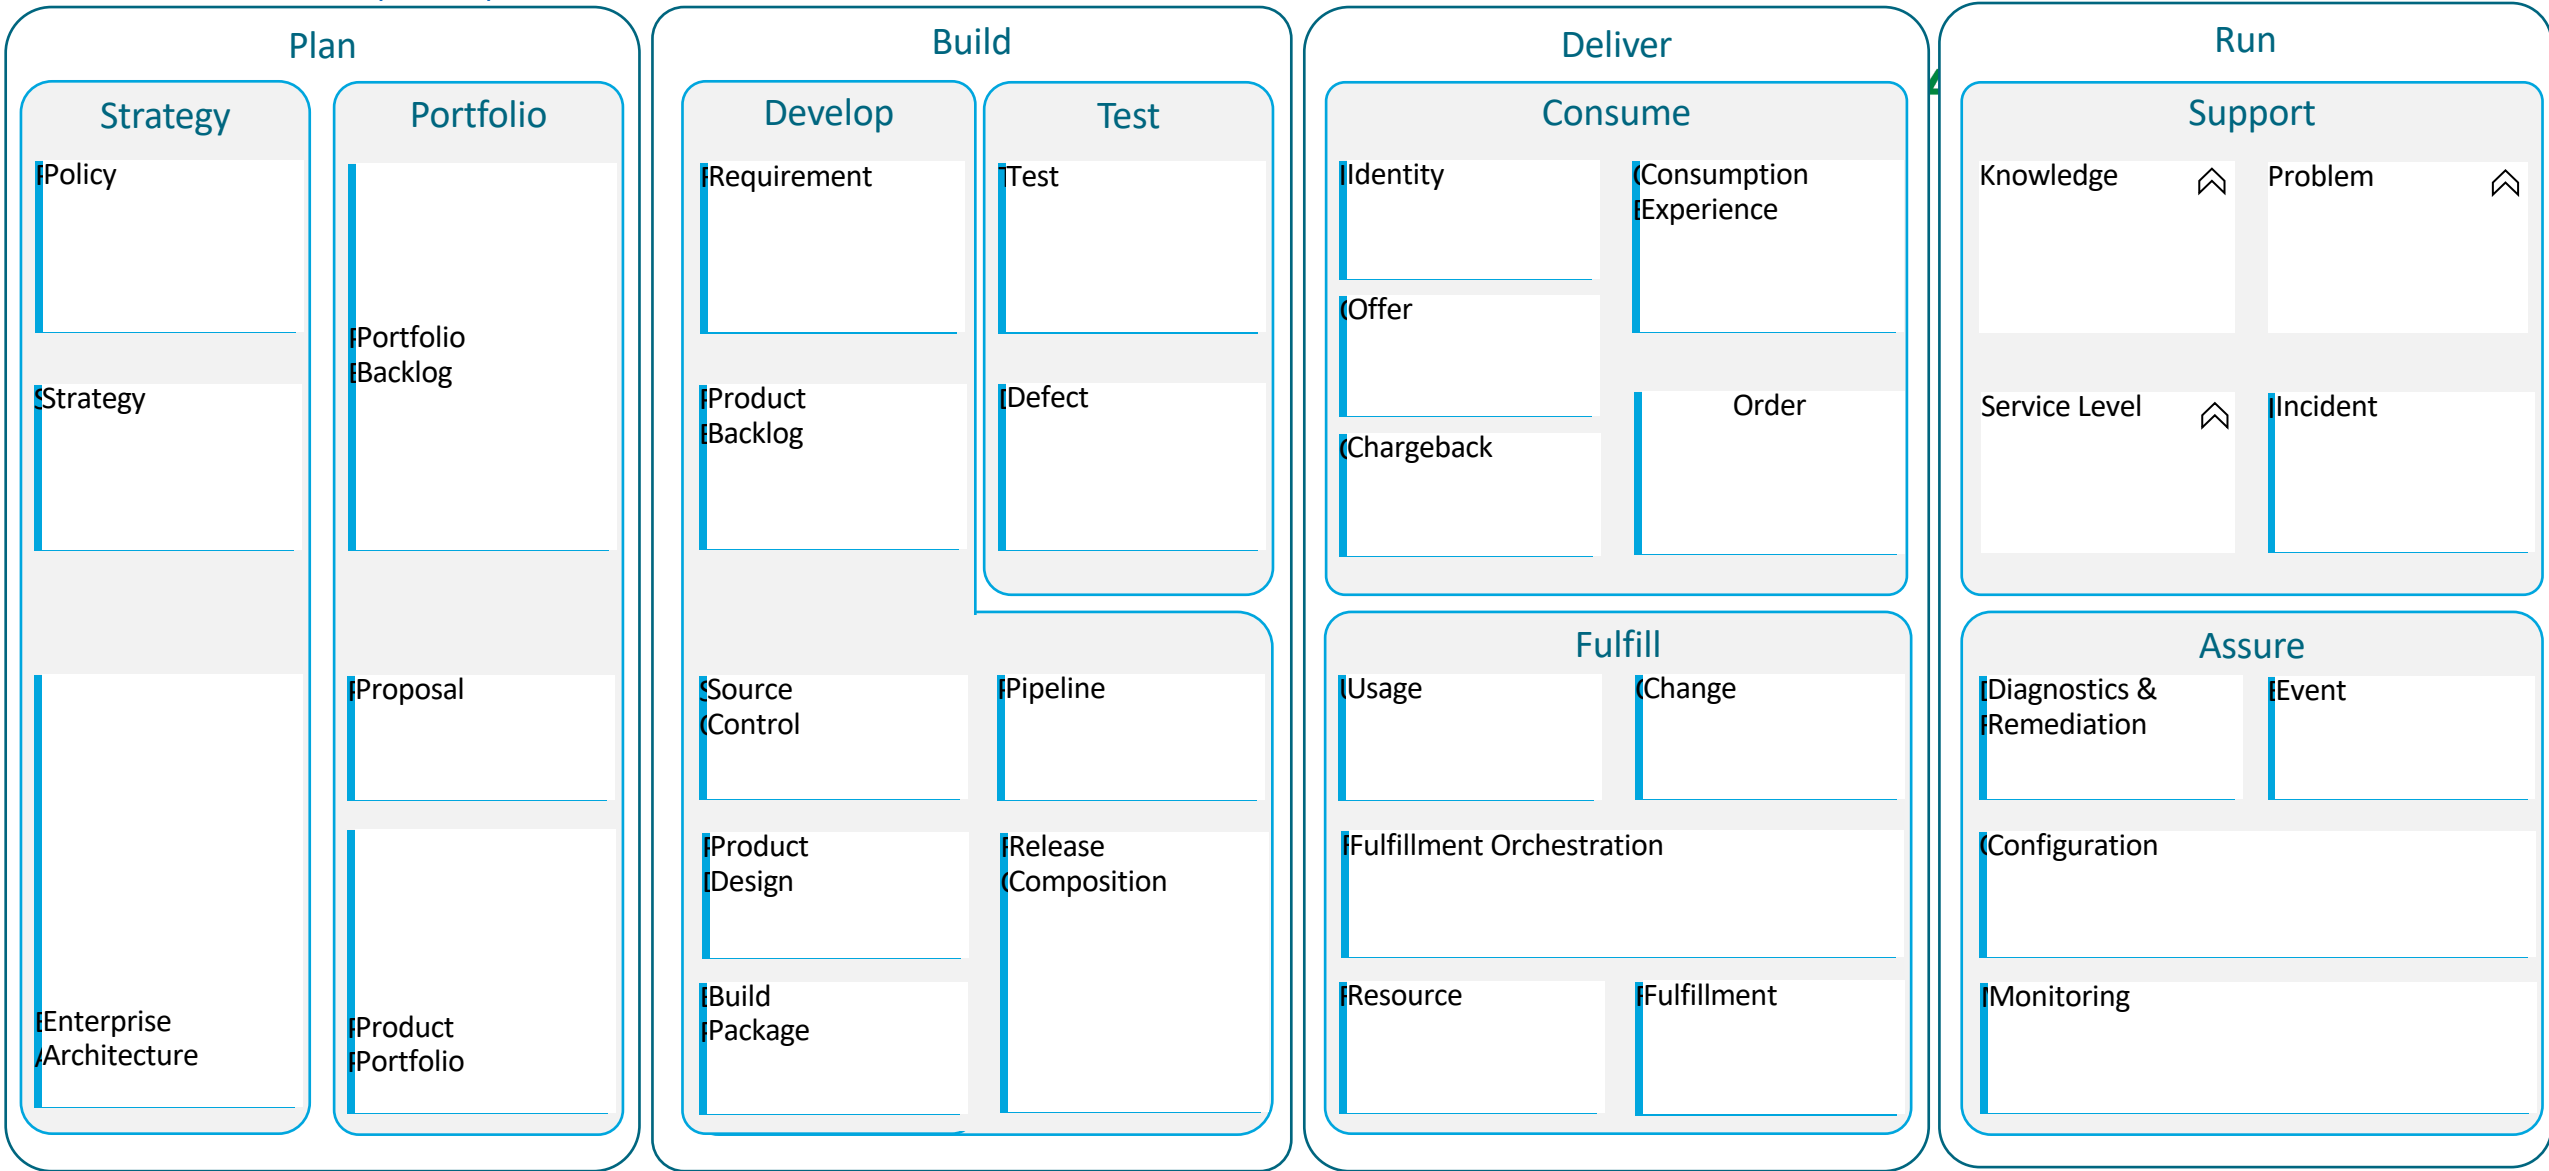 Plan
Strategy
Policy
Strategy
Enterprise
Architecture
Portfolio
Portfolio
Backlog
Proposal
Product
Portfolio
Build
Develop
Requirement
Product
Backlog
Source
Control
Product
Design
Build
Package
Pipeline
Release
Composition
Test
Test
Defect
Deliver
Consume
Identity
Offer
Chargeback
Consumption
Experience
Order
Fulfill
Usage
Change
Fulfillment Orchestration
Resource
Fulfillment
Run
Support
Knowledge
Problem
Service Level
Incident
Assure
Diagnostics &
Remediation
Event
Configuration
Monitoring